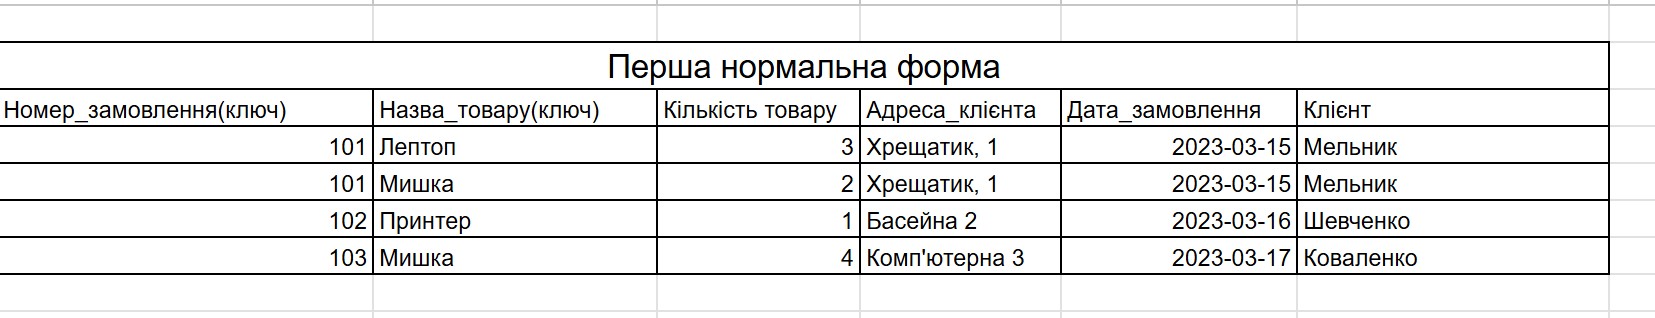 Перша нормальна форма
Номер_замовлення(ключ) Назва_товару(ключ) Кількість товару Адреса_клієнта Дата_замовлення Клієнт
101 Лептоп 3 Хрещатик, 1 2023-03-15 Мельник
101 Мишка 2 Хрещатик, 1 2023-03-15 Мельник
102 Принтер 1 Басейна 2 2023-03-16 Шевченко
103 Мишка 4 Комп'ютерна 3 2023-03-17 Коваленко